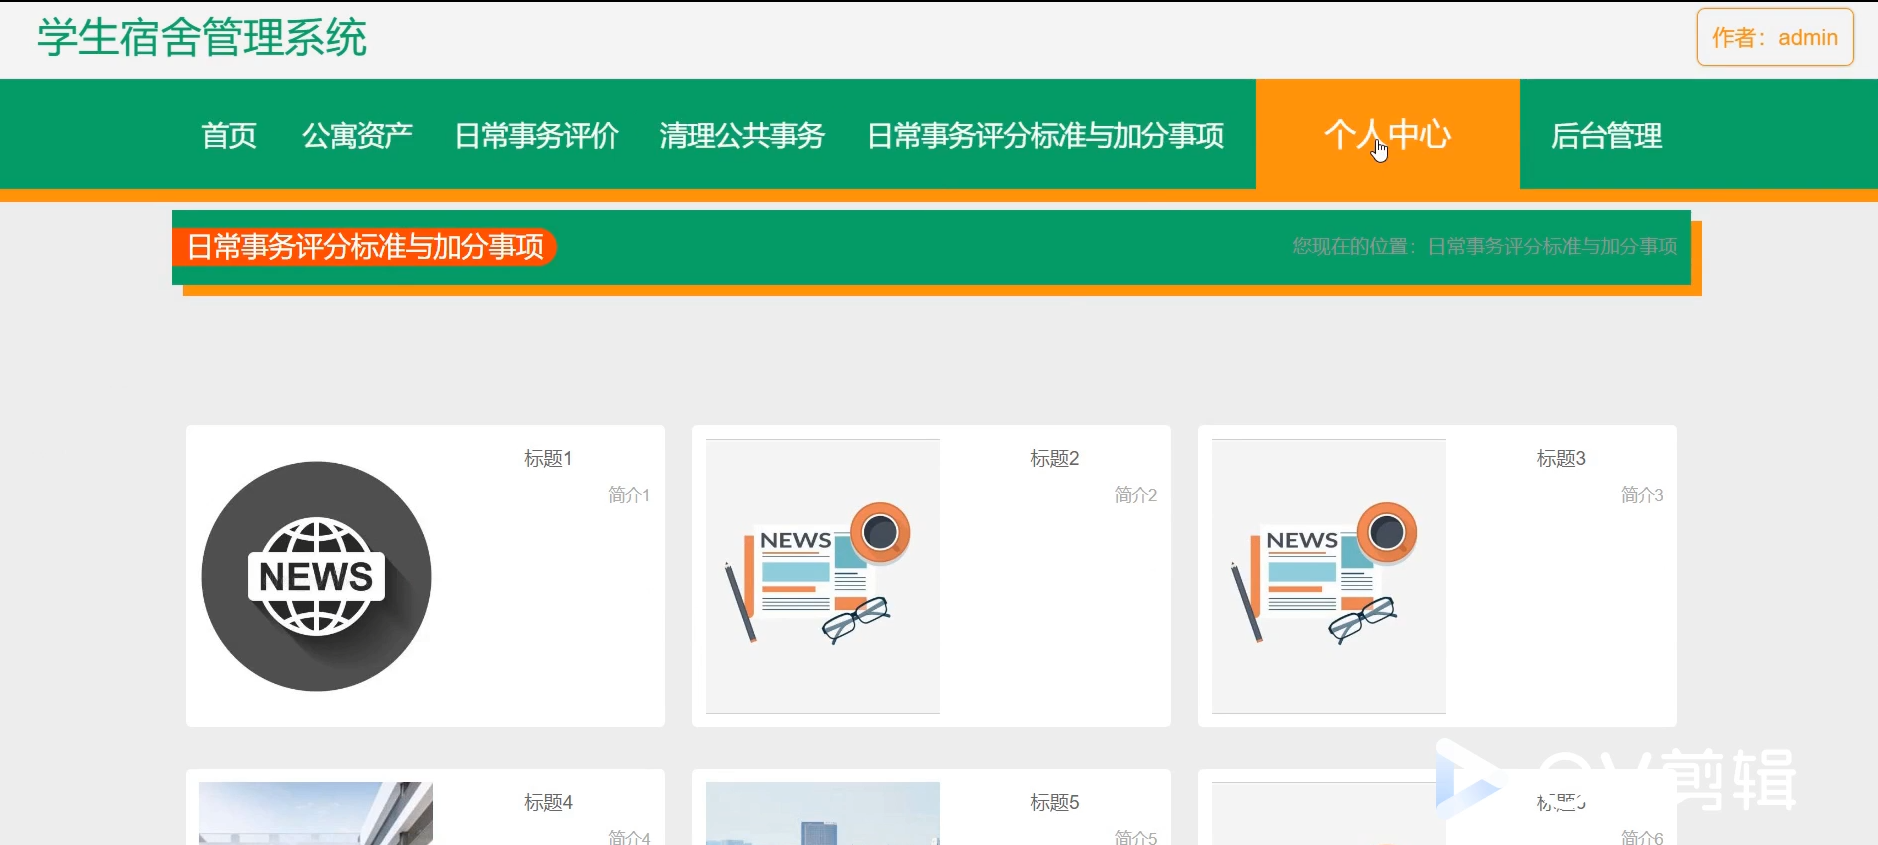 学生宿舍管理系统
作者：admin
首页 公寓资产 日常事务评价 清理公共事务 日常事务评分标准与加分事项 个人中心 后台管理
日常事务评分标准与加分事项
您现在的位置：日常事务评分标准与加分事项
标题1
简介1
NEWS
标题2
简介2
NEWS
标题3
简介3
NEWS
标题4
简介4
标题5
简介5
简介6
剪辑